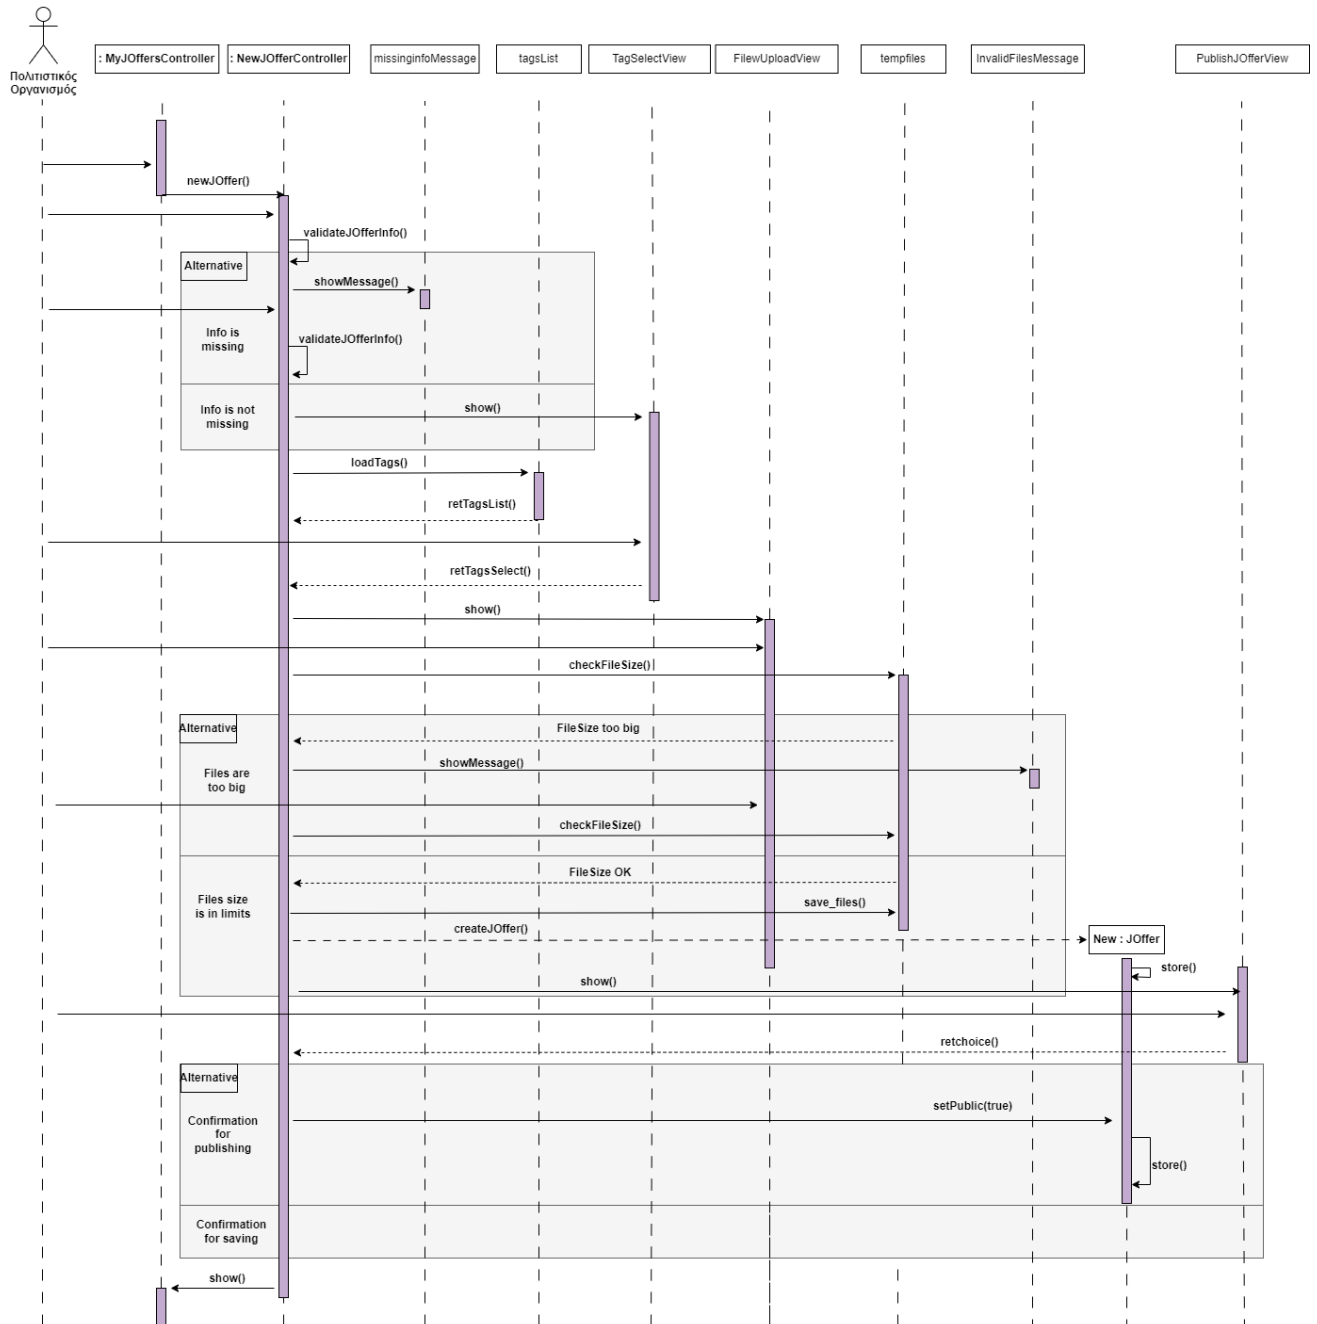 Πολιτιστικός
Οργανισμός
: MyJOffersController
: NewJOfferController
missinginfoMessage
tagsList
TagSelectView
FilewUploadView
tempfiles
InvalidFilesMessage
PublishJOfferView
newJOffer()
validateJOfferInfo()
Alternative
showMessage()
Info is
missing
validateJOfferInfo()
Info is not
missing
show()
loadTags()
retTagsList()
retTagsSelect()
show()
checkFileSize()
Alternative
FileSize too big
showMessage()
Files are
too big
checkFileSize()
FileSize OK
Files size
is in limits
save_files()
createJOffer()
New : JOffer
store()
show()
retchoice()
Alternative
setPublic(true)
Confirmation
for
publishing
store()
Confirmation
for saving
show()